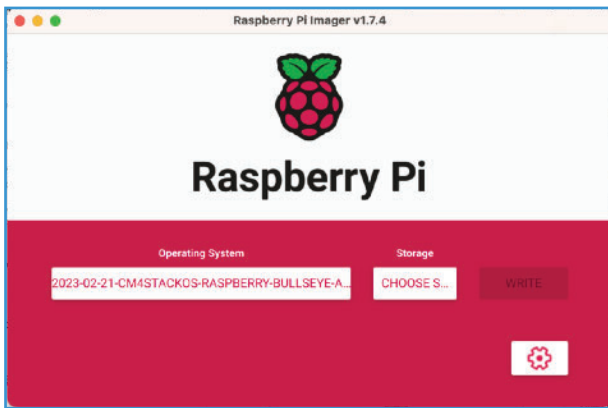 Raspberry Pi Imager v1.7.4
Raspberry Pi
Operating System
Storage
2023-02-21-CM4STACKOS-RASPBERRY-BULLSEYE-A...
CHOOSE S...
WRITE